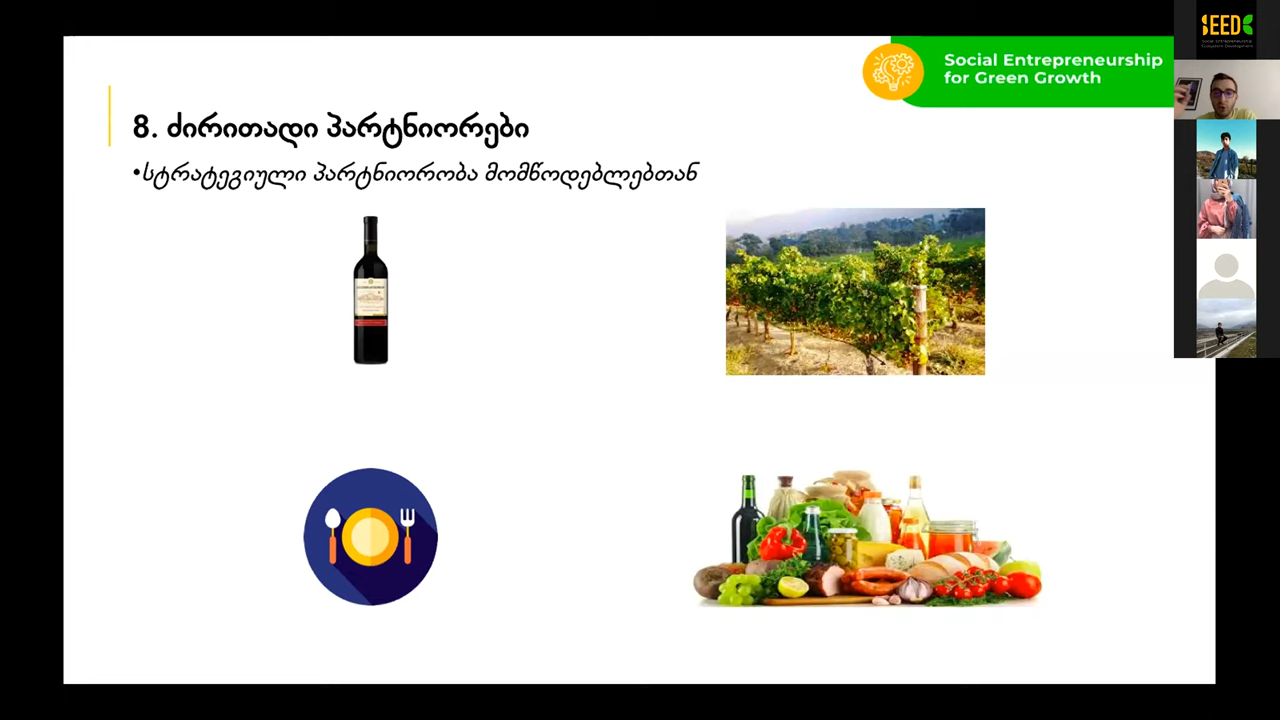 SEED
Social Entrepreneurship
for Green Growth
8. ძირითადი პარტნიორები
•სტრატეგიული პარტნიორობა მომწოდებლებთან